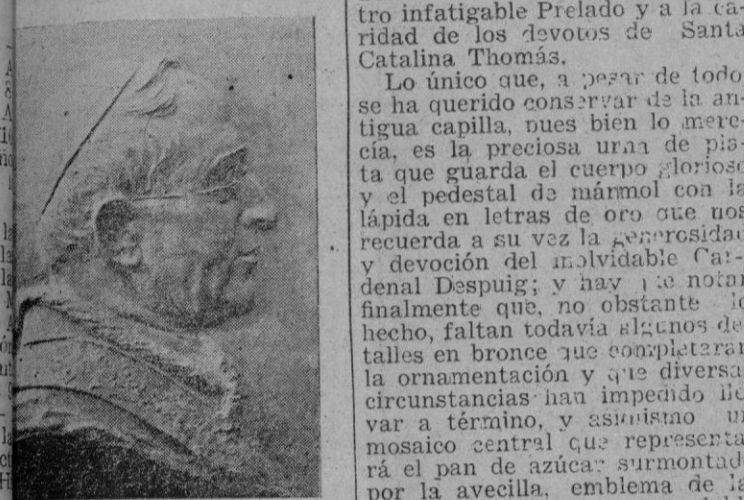 tro infatigable Prelado y a la ca-
ridad de los devotos de Santa
Catalina Thomás.
Lo único que, a pesar de todo
se ha querido conservar de la an-
tigua capilla, pues bien lo mere-
cía, es la preciosa urna de pla-
ta que guarda el cuerpo glorioso
y el pedestal de mármol con la
lápida en letras de oro que nos
recuerda a su vez la generosidad
y devoción del inolvidable Car-
denal Despuig; y hay que notar
finalmente que, no obstante lo
hecho, faltan todavía algunos de-
talles en bronce que completarán
la ornamentación y que diversas
circunstancias han impedido lle-
var a término, y asimismo un
mosaico central que representa-
rá el pan de azúcar surmontado
por la avecilla, emblema de la